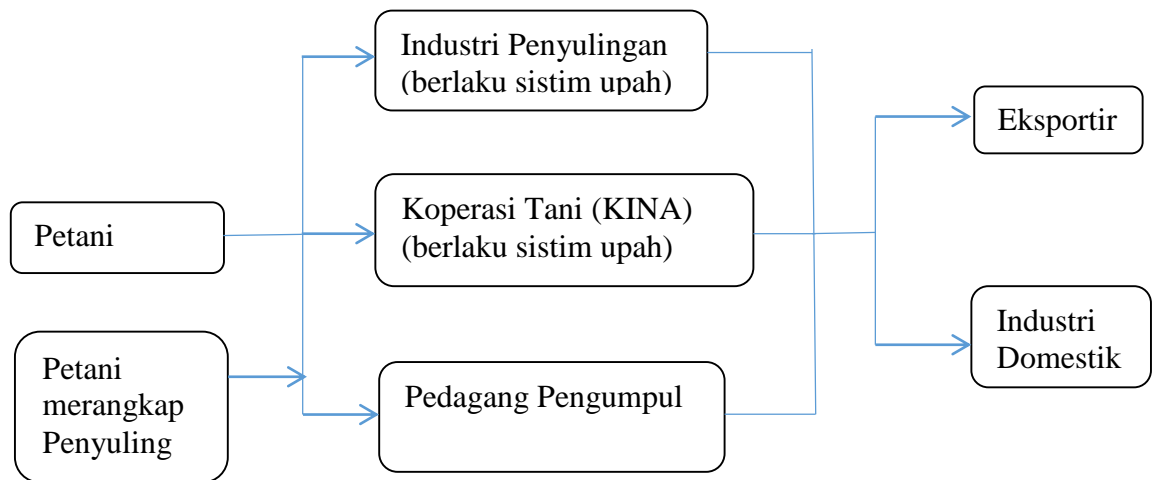 Petani
Petani
merangkap
Penyuling
Industri Penyulingan
(berlaku sistim upah)
Koperasi Tani (KINA)
(berlaku sistim upah)
Pedagang Pengumpul
Eksportir
Industri
Domestik